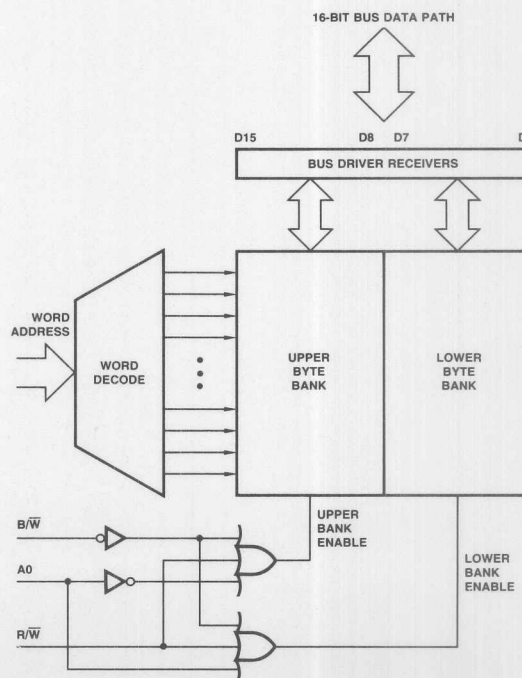 16-BIT BUS DATA PATH
D15 D8 D7 D
BUS DRIVER RECEIVERS
WORD
ADDRESS
WORD
DECODE
UPPER
BYTE
BANK
LOWER
BYTE
BANK
B/W̅
UPPER
BANK
ENABLE
A0
LOWER
BANK
ENABLE
R/W̅